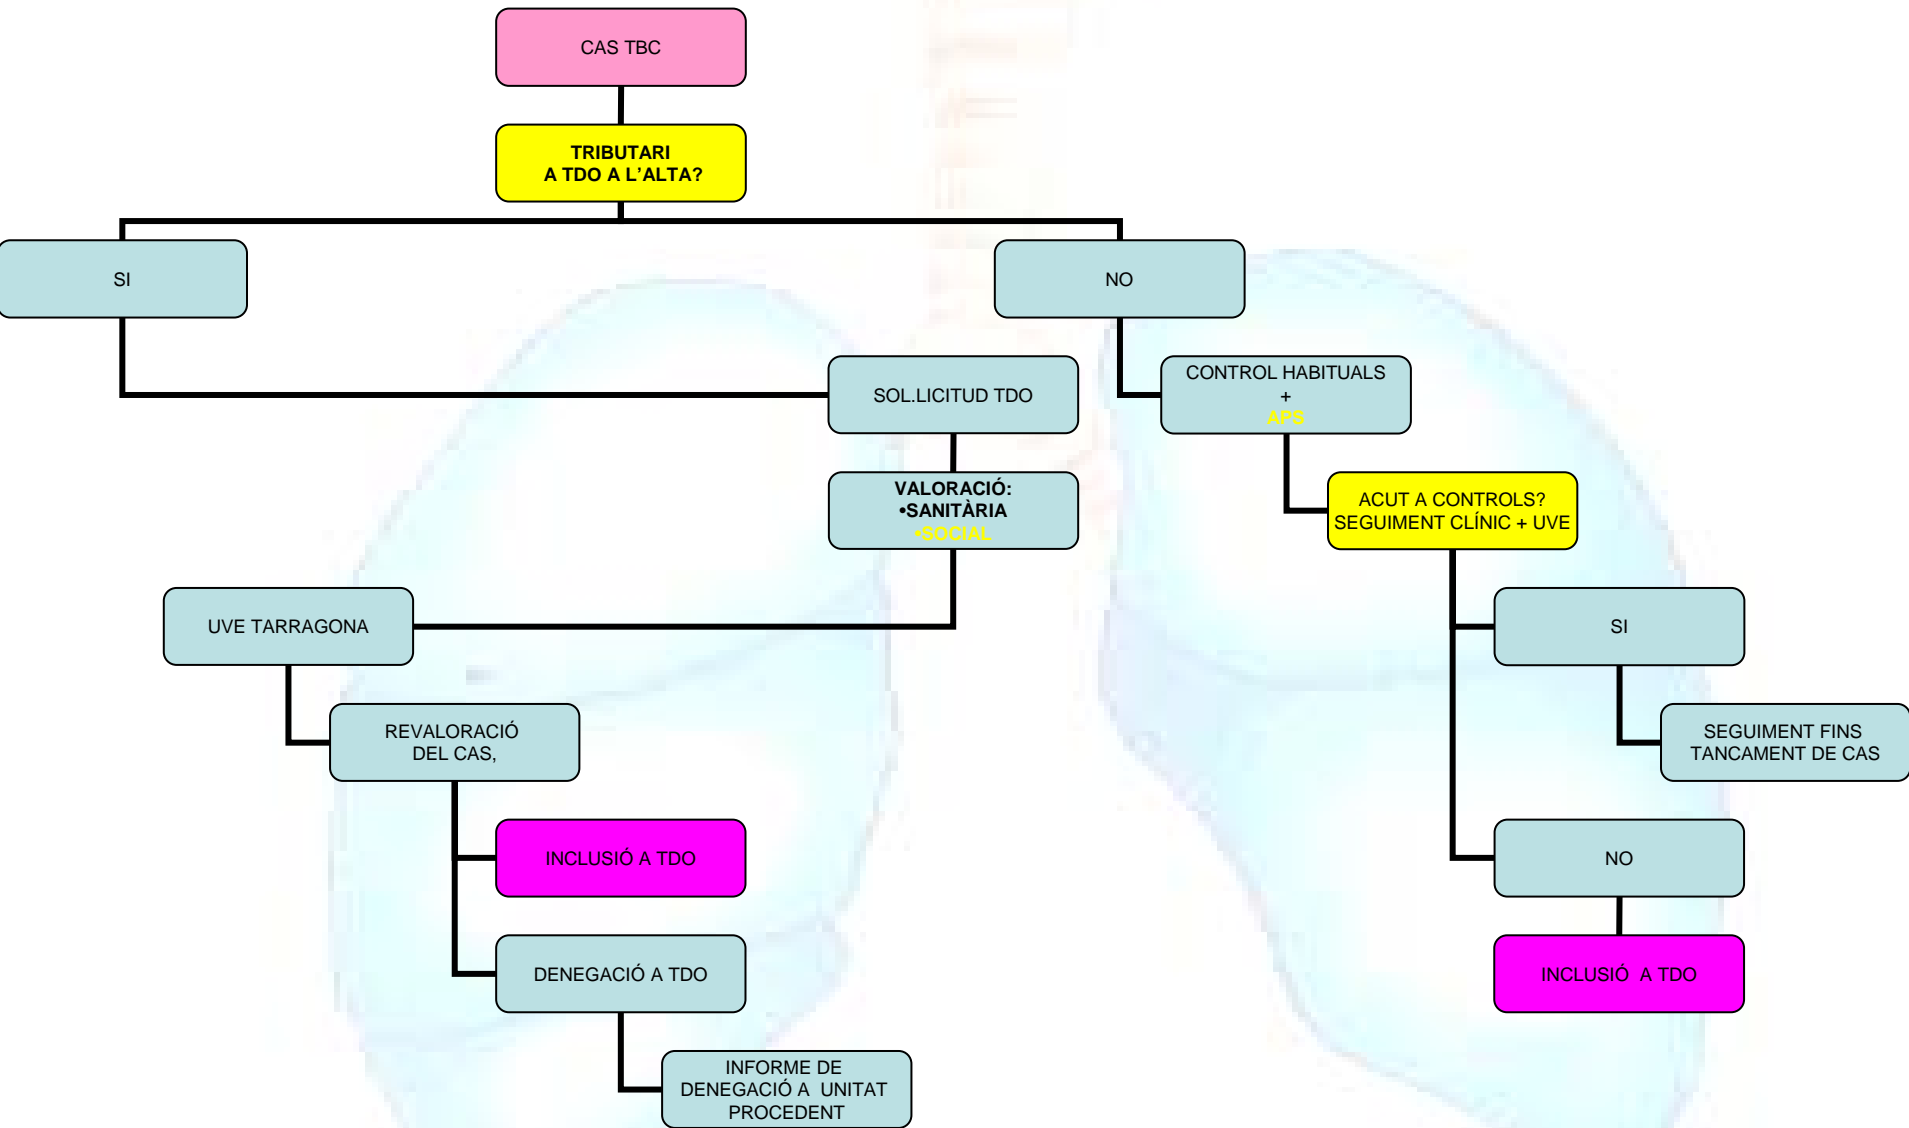 CAS TBC
TRIBUTARI
A TDO A L’ALTA?
SI
NO
SOL.LICITUD TDO
CONTROL HABITUALS
+
APS
VALORACIÓ:
•SANITÀRIA
•SOCIAL
ACUT A CONTROLS?
SEGUIMENT CLÍNIC + UVE
UVE TARRAGONA
SI
REVALORACIÓ
DEL CAS,
SEGUIMENT FINS
TANCAMENT DE CAS
INCLUSIÓ A TDO
NO
DENEGACIÓ A TDO
INCLUSIÓ  A TDO
INFORME DE
DENEGACIÓ A  UNITAT
PROCEDENT